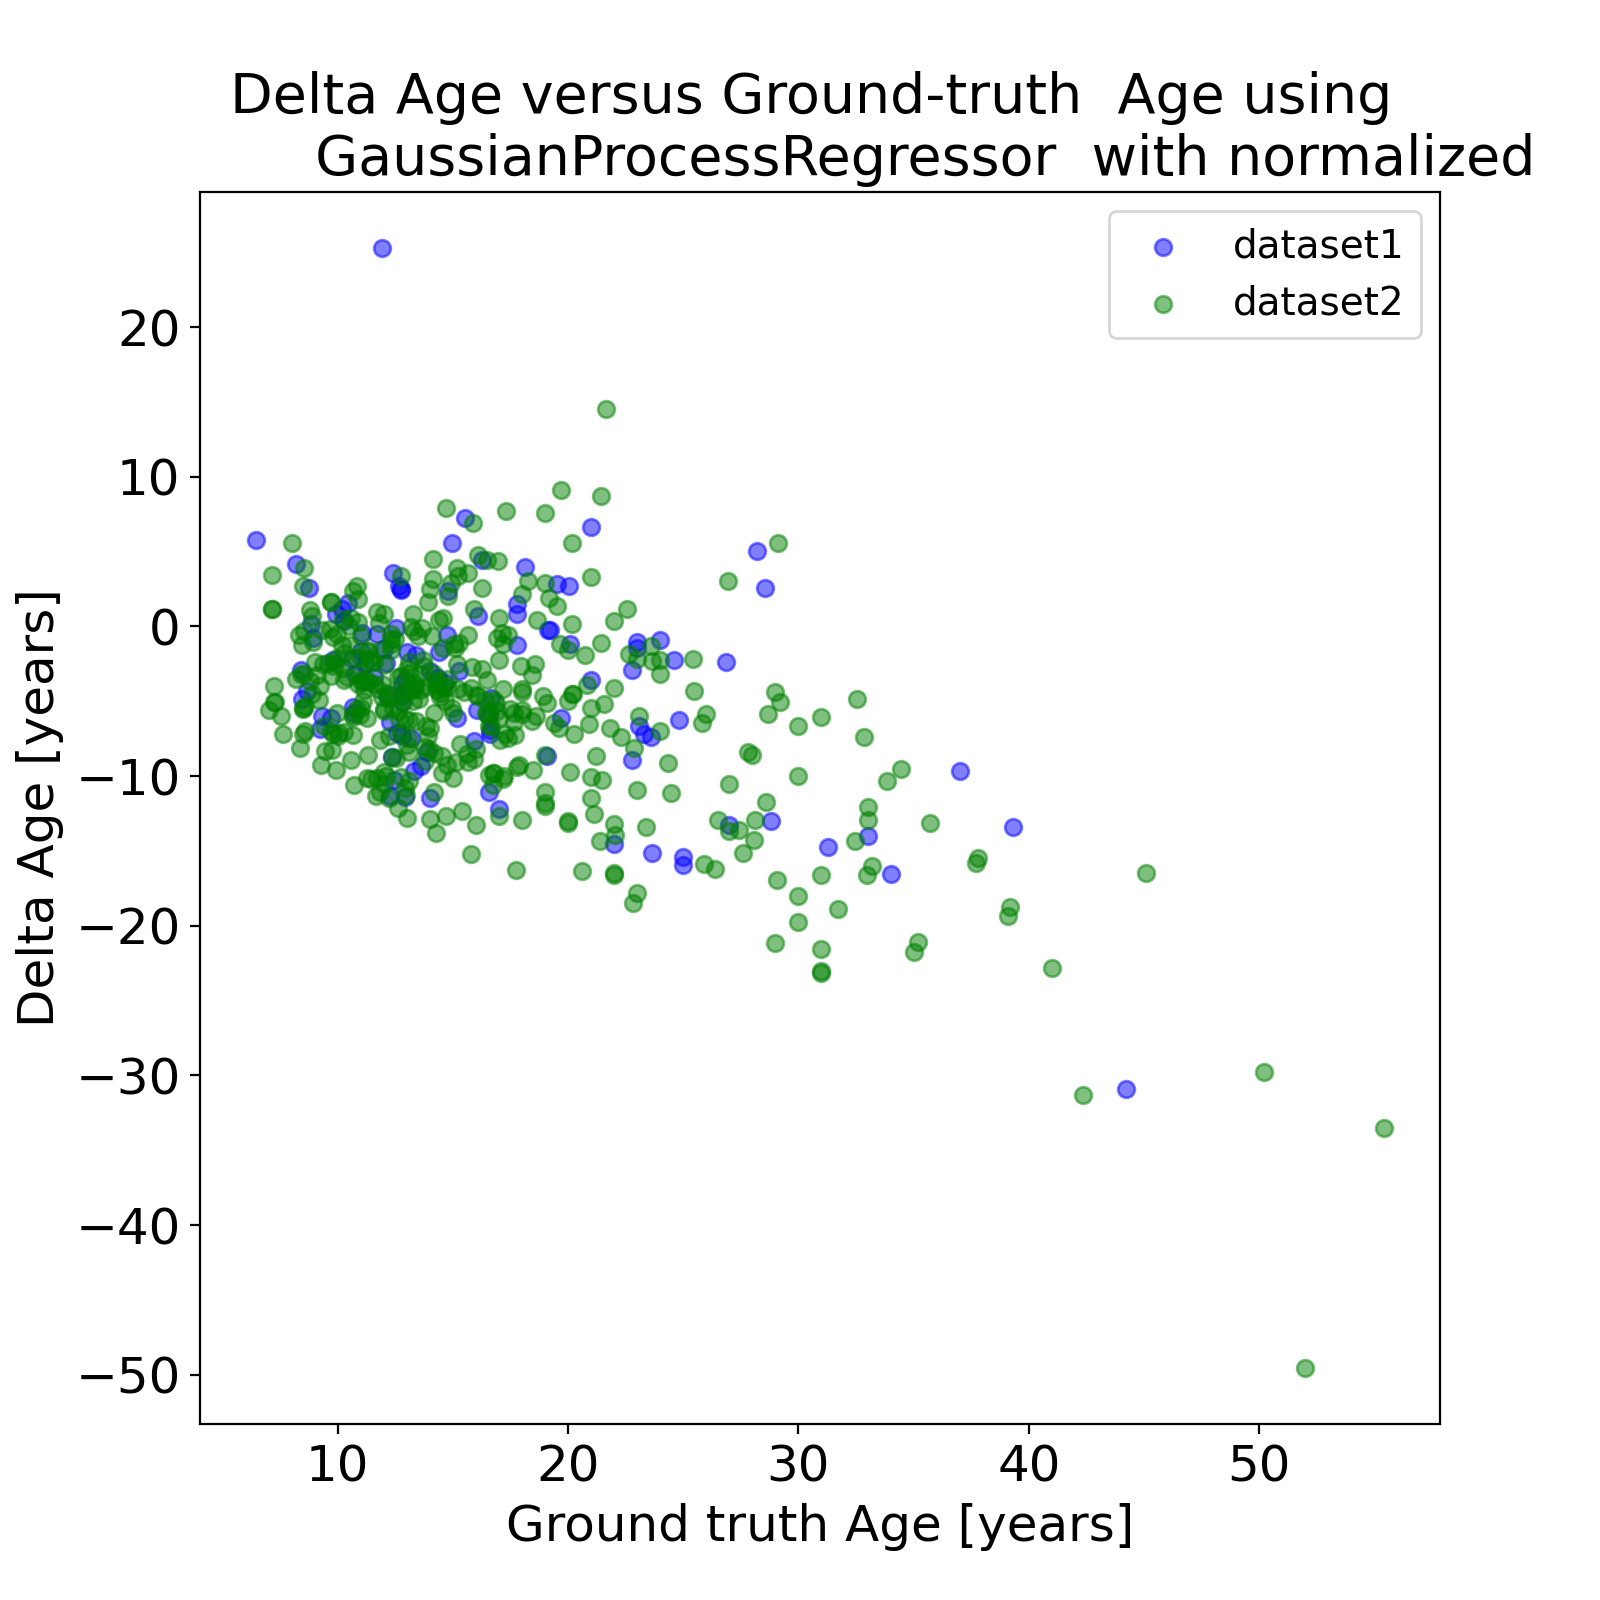 Delta Age versus Ground-truth  Age using
GaussianProcessRegressor  with normalized
dataset1
dataset2
Delta Age [years]
20
10
0
−10
−20
−30
−40
−50
10 20 30 40 50
Ground truth Age [years]